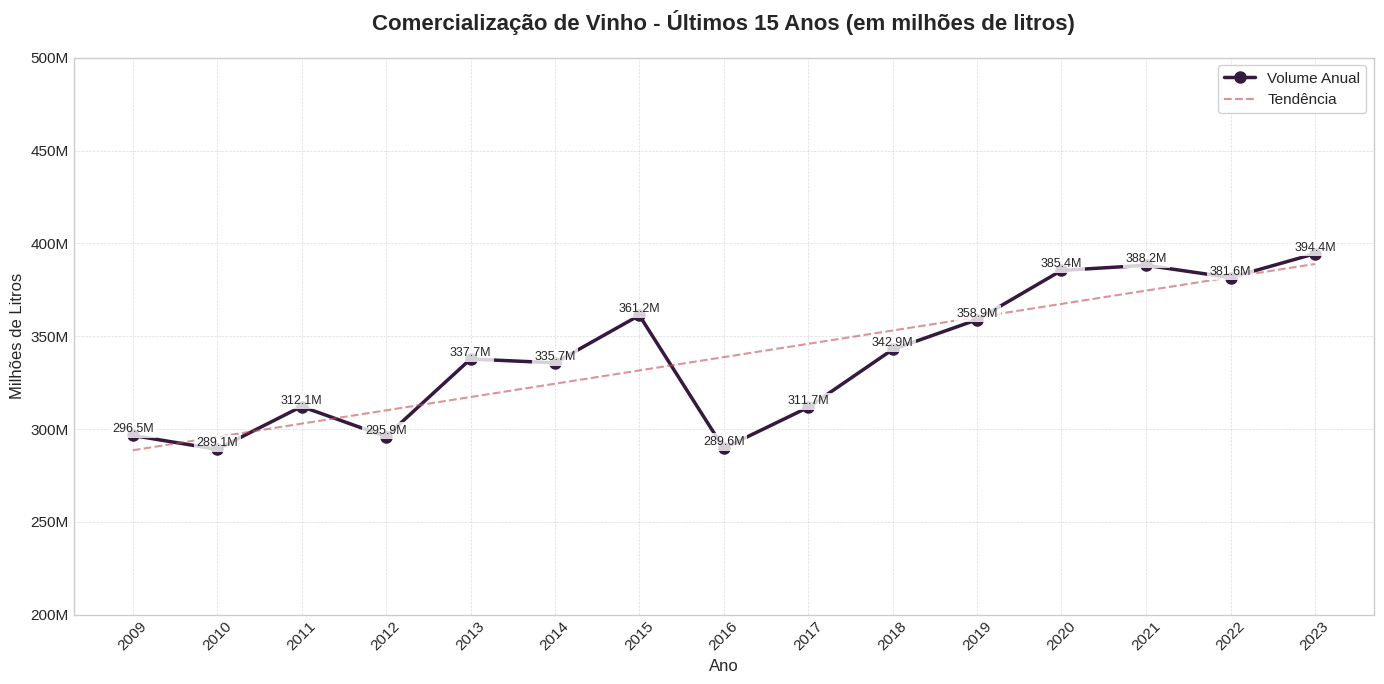 Comercialização de Vinho - Últimos 15 Anos (em milhões de litros)
500M
450M
400M
350M
300M
250M
200M
Milhões de Litros
Volume Anual
Tendência
296.5M
289.1M
312.1M
295.9M
337.7M
335.7M
361.2M
289.6M
311.7M
342.9M
358.9M
385.4M
388.2M
381.6M
394.4M
2009
2010
2011
2012
2013
2014
2015
2016
2017
2018
2019
2020
2021
2022
2023
Ano